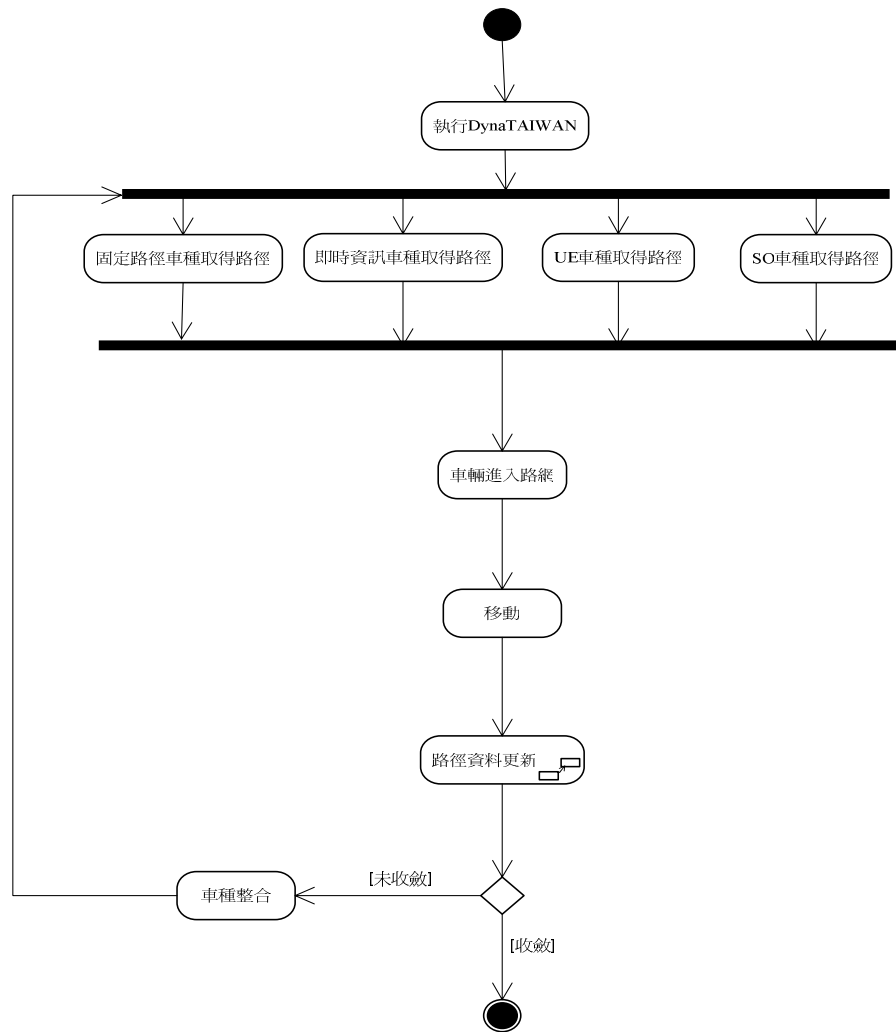 執行DynaTAIWAN
固定路徑車種取得路徑
即時資訊車種取得路徑
UE車種取得路徑
SO車種取得路徑
車輛進入路網
移動
路徑資料更新
[未收斂]
車種整合
[收斂]